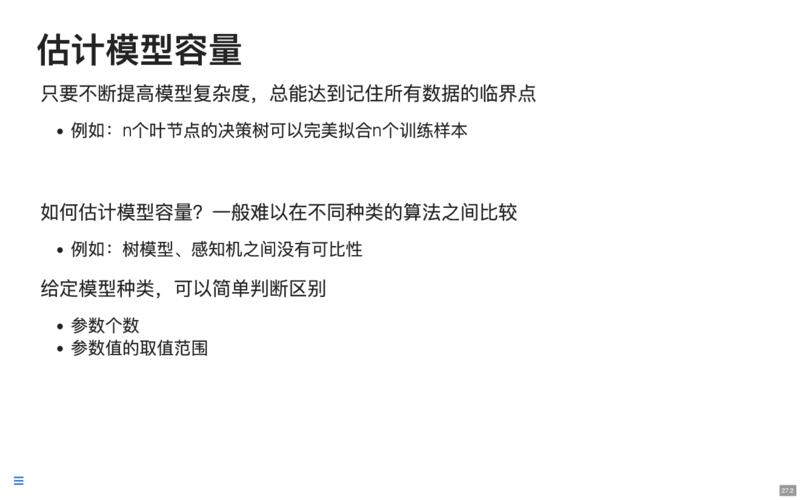 估计模型容量
只要不断提高模型复杂度，总能达到记住所有数据的临界点
• 例如：n个叶节点的决策树可以完美拟合n个训练样本
如何估计模型容量？一般难以在不同种类的算法之间比较
• 例如：树模型、感知机之间没有可比性
给定模型种类，可以简单判断区别
• 参数个数
• 参数值的取值范围
27.2